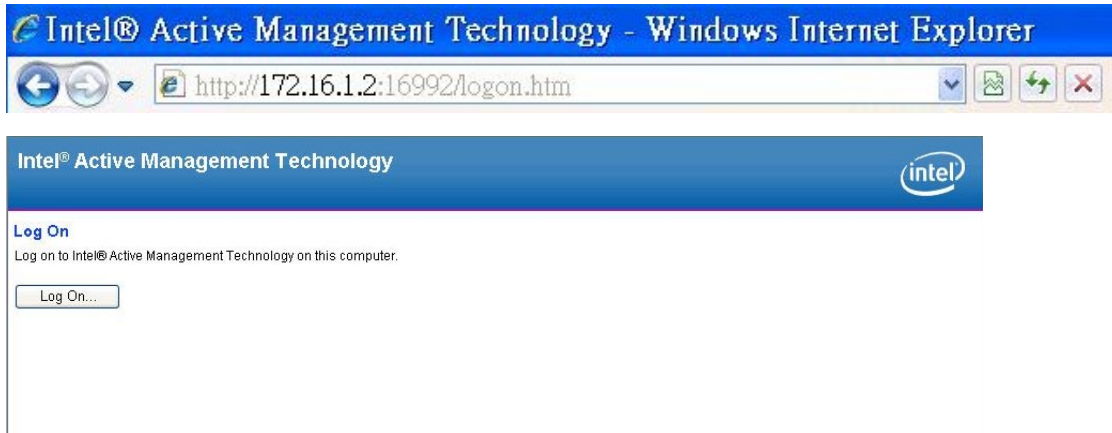 Intel® Active Management Technology - Windows Internet Explorer
http://172.16.1.2:16992/logon.htm
Intel® Active Management Technology
intel
Log On
Log on to Intel® Active Management Technology on this computer.
Log On...